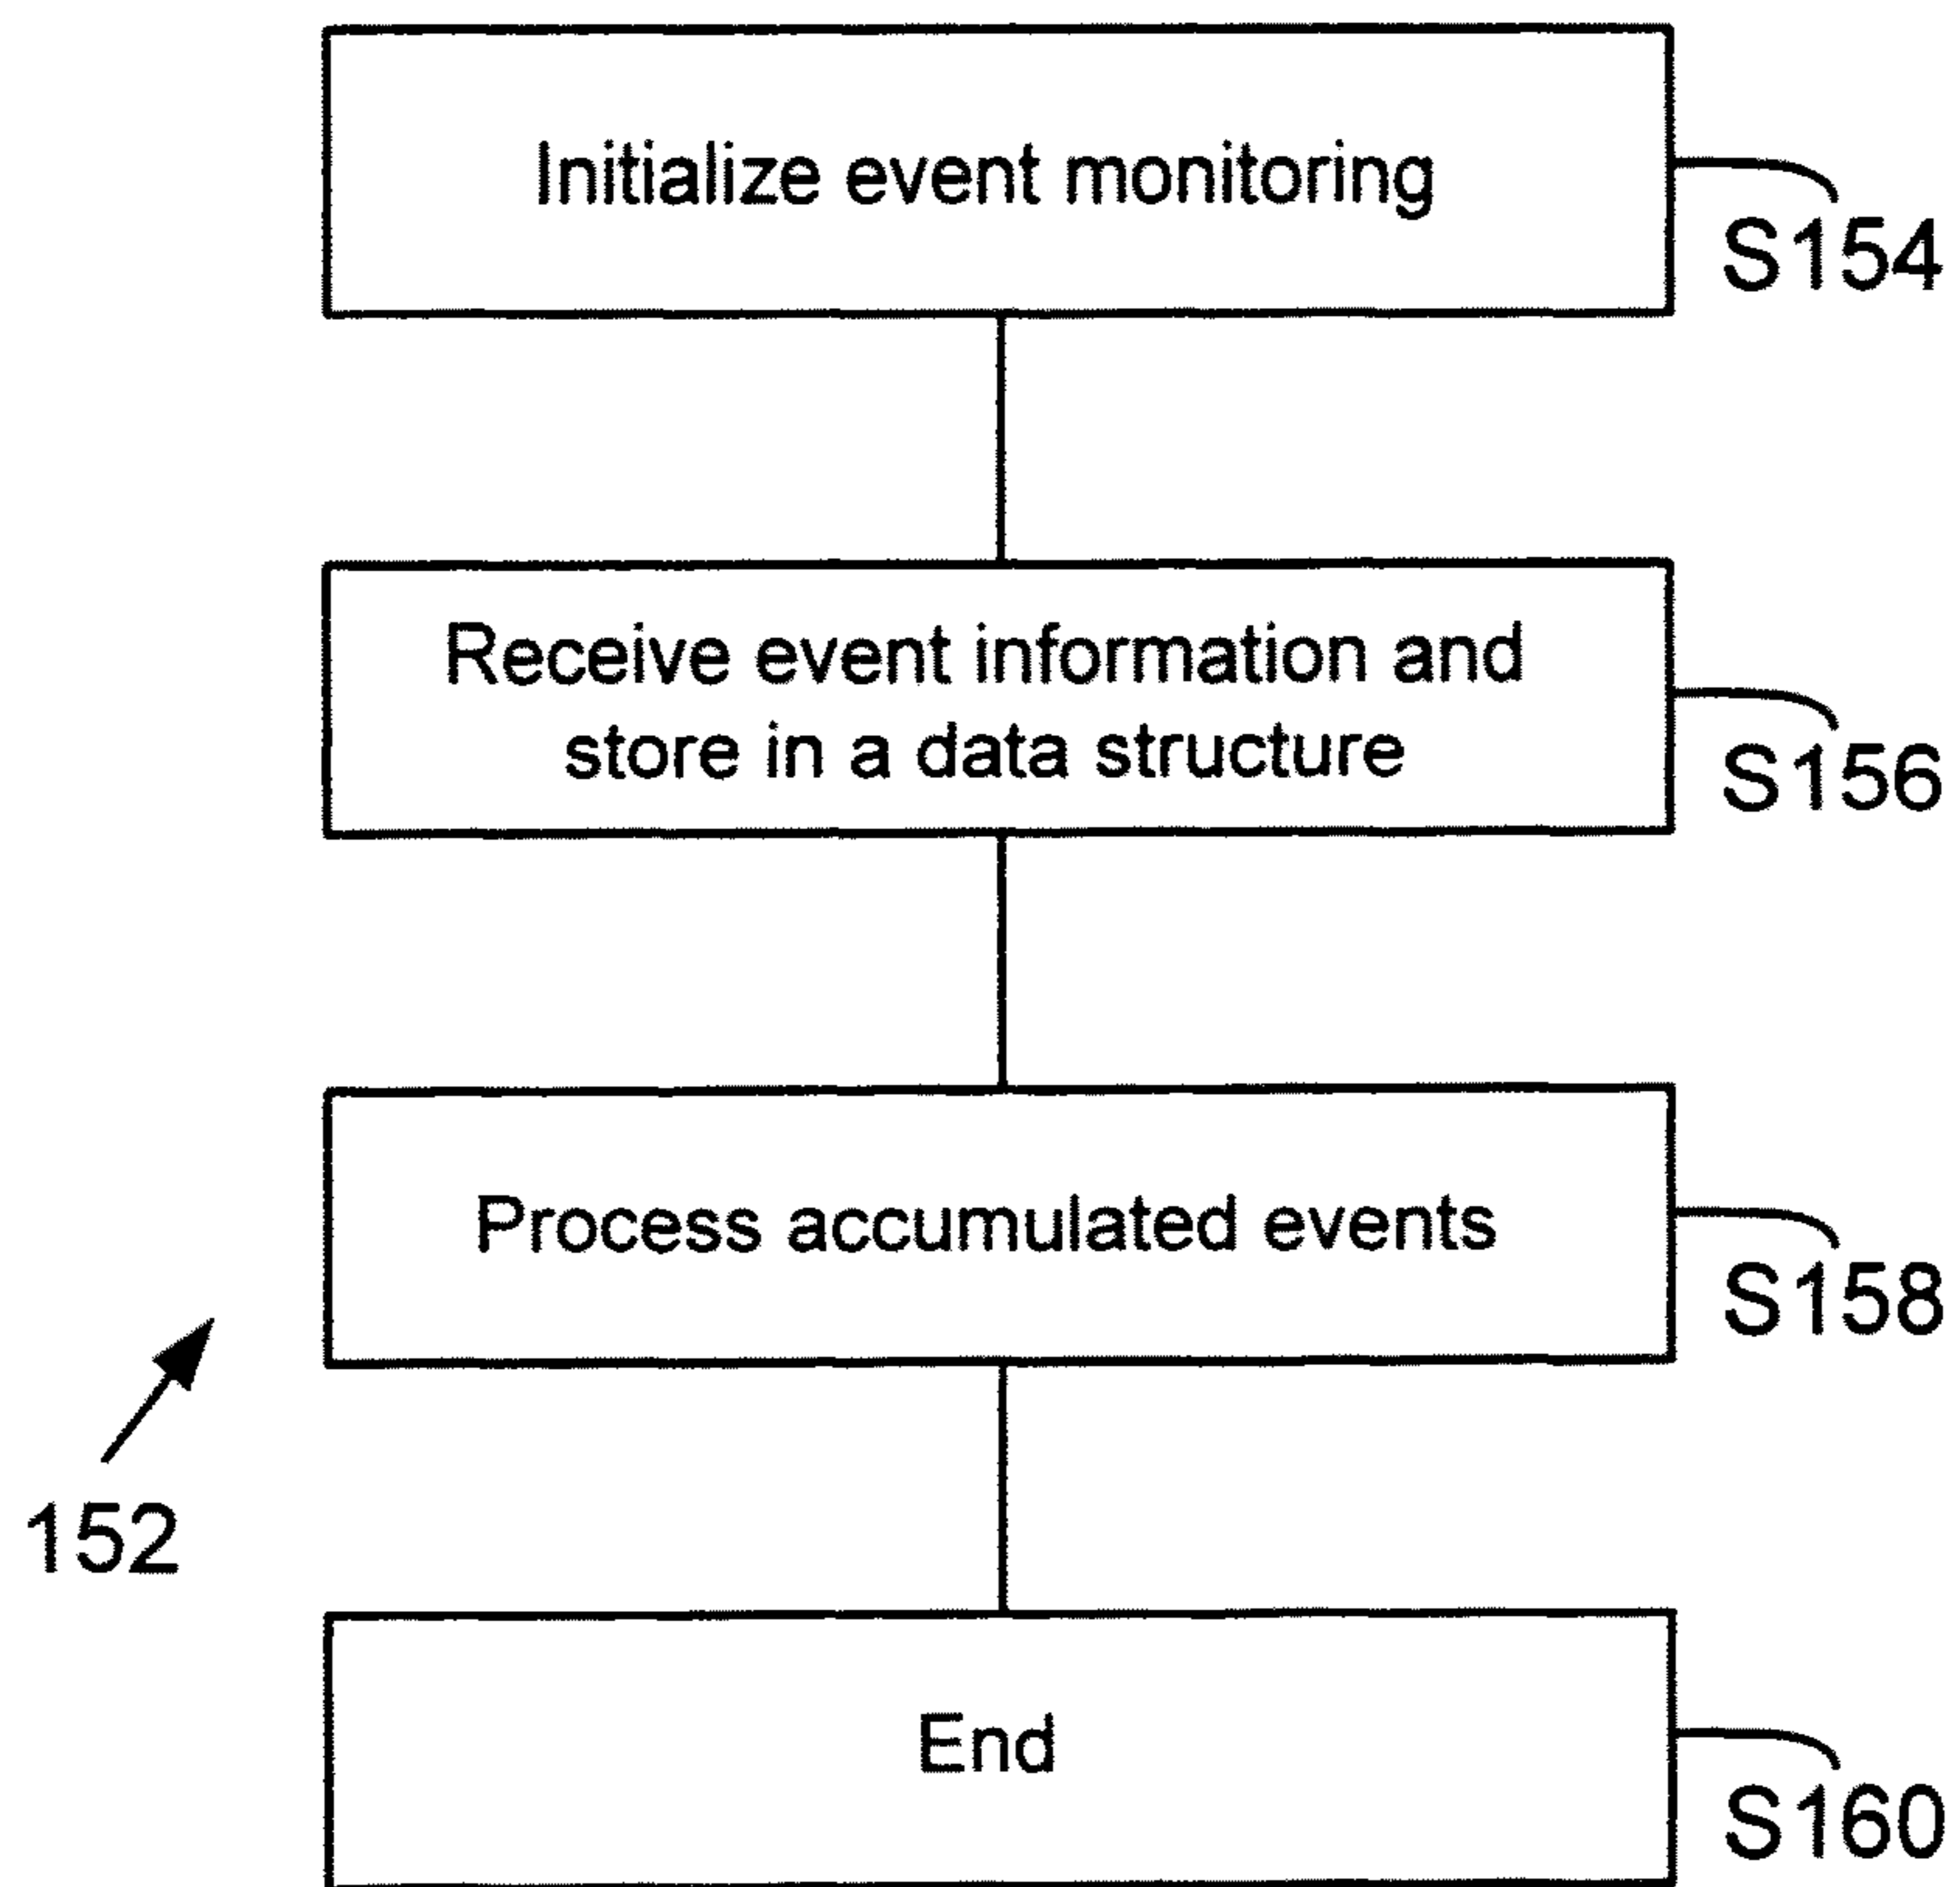 Initialize event monitoring
S154
Receive event information and
store in a data structure
S156
Process accumulated events
S158
152
End
S160